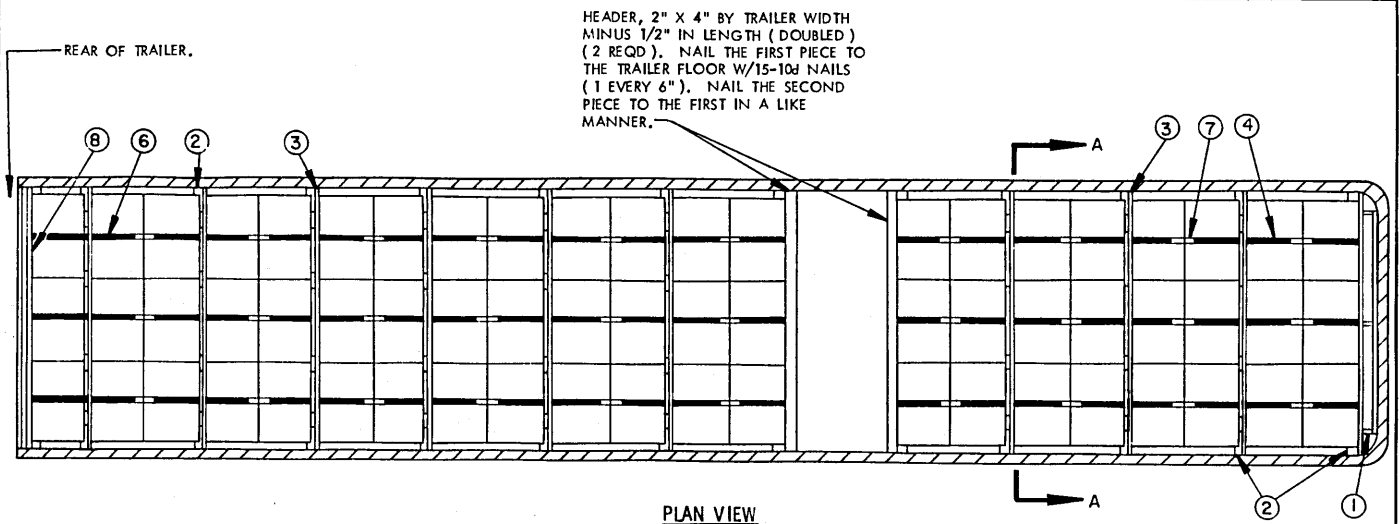 HEADER, 2" X 4" BY TRAILER WIDTH
MINUS 1/2" IN LENGTH ( DOUBLED )
( 2 REQD ). NAIL THE FIRST PIECE TO
THE TRAILER FLOOR W/15-10d NAILS
( 1 EVERY 6" ). NAIL THE SECOND
PIECE TO THE FIRST IN A LIKE
MANNER.
REAR OF TRAILER.
8
6
2
3
A
3
7
4
A
2
1
PLAN VIEW